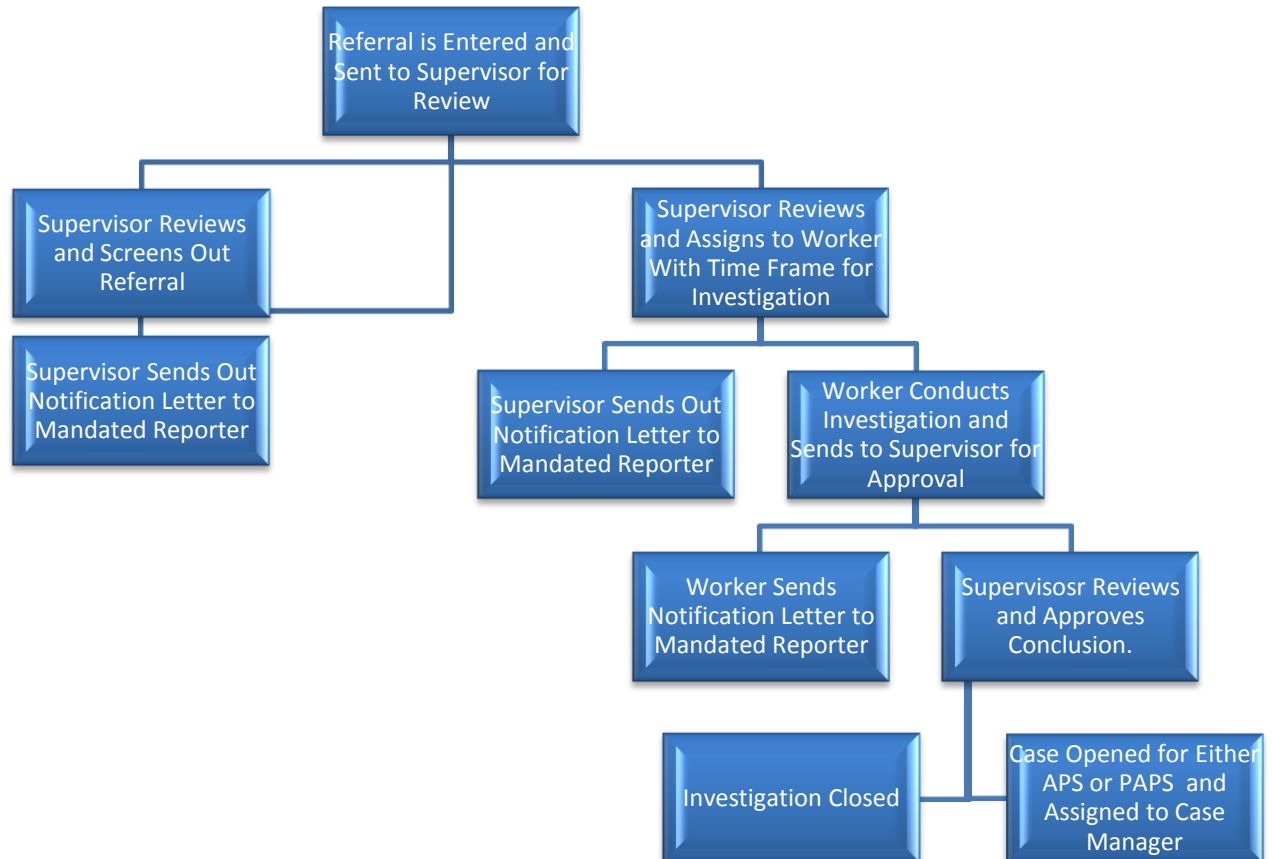 Referral is Entered and
Sent to Supervisor for
Review
Supervisor Reviews
and Screens Out
Referral
Supervisor Reviews
and Assigns to Worker
With Time Frame for
Investigation
Supervisor Sends Out
Notification Letter to
Mandated Reporter
Supervisor Sends Out
Notification Letter to
Mandated Reporter
Worker Conducts
Investigation and
Sends to Supervisor for
Approval
Worker Sends
Notification Letter to
Mandated Reporter
Supervisosr Reviews
and Approves
Conclusion.
Investigation Closed
Case Opened for Either
APS or PAPS and
Assigned to Case
Manager